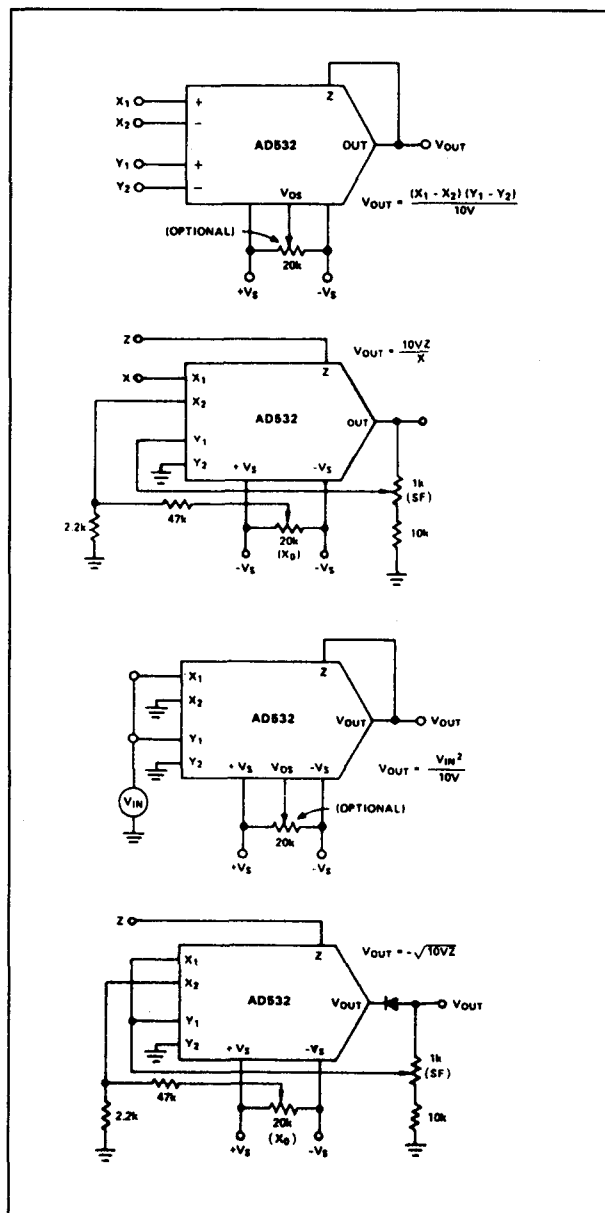 Z
X₁ +
X₂ −
AD532
OUT
VOUT
Y₁ +
Y₂ −
VOS
VOUT = (X₁ - X₂) (Y₁ - Y₂) / 10V
(OPTIONAL)
20k
+VS
-VS
Z
VOUT = 10VZ / X
Z
X
X₁
X₂
AD532
OUT
Y₁
Y₂
+VS
-VS
1k
(SF)
47k
2.2k
20k
(X₀)
10k
-VS
-VS
Z
X₁
X₂
AD532
VOUT
VOUT
Y₁
Y₂
+VS
VOS
-VS
VOUT = VIN² / 10V
VIN
(OPTIONAL)
20k
+VS
-VS
Z
VOUT = -√10VZ
X₁
Z
X₂
AD532
VOUT
VOUT
Y₁
Y₂
+VS
-VS
1k
(SF)
47k
2.2k
20k
(X₀)
10k
+VS
-VS